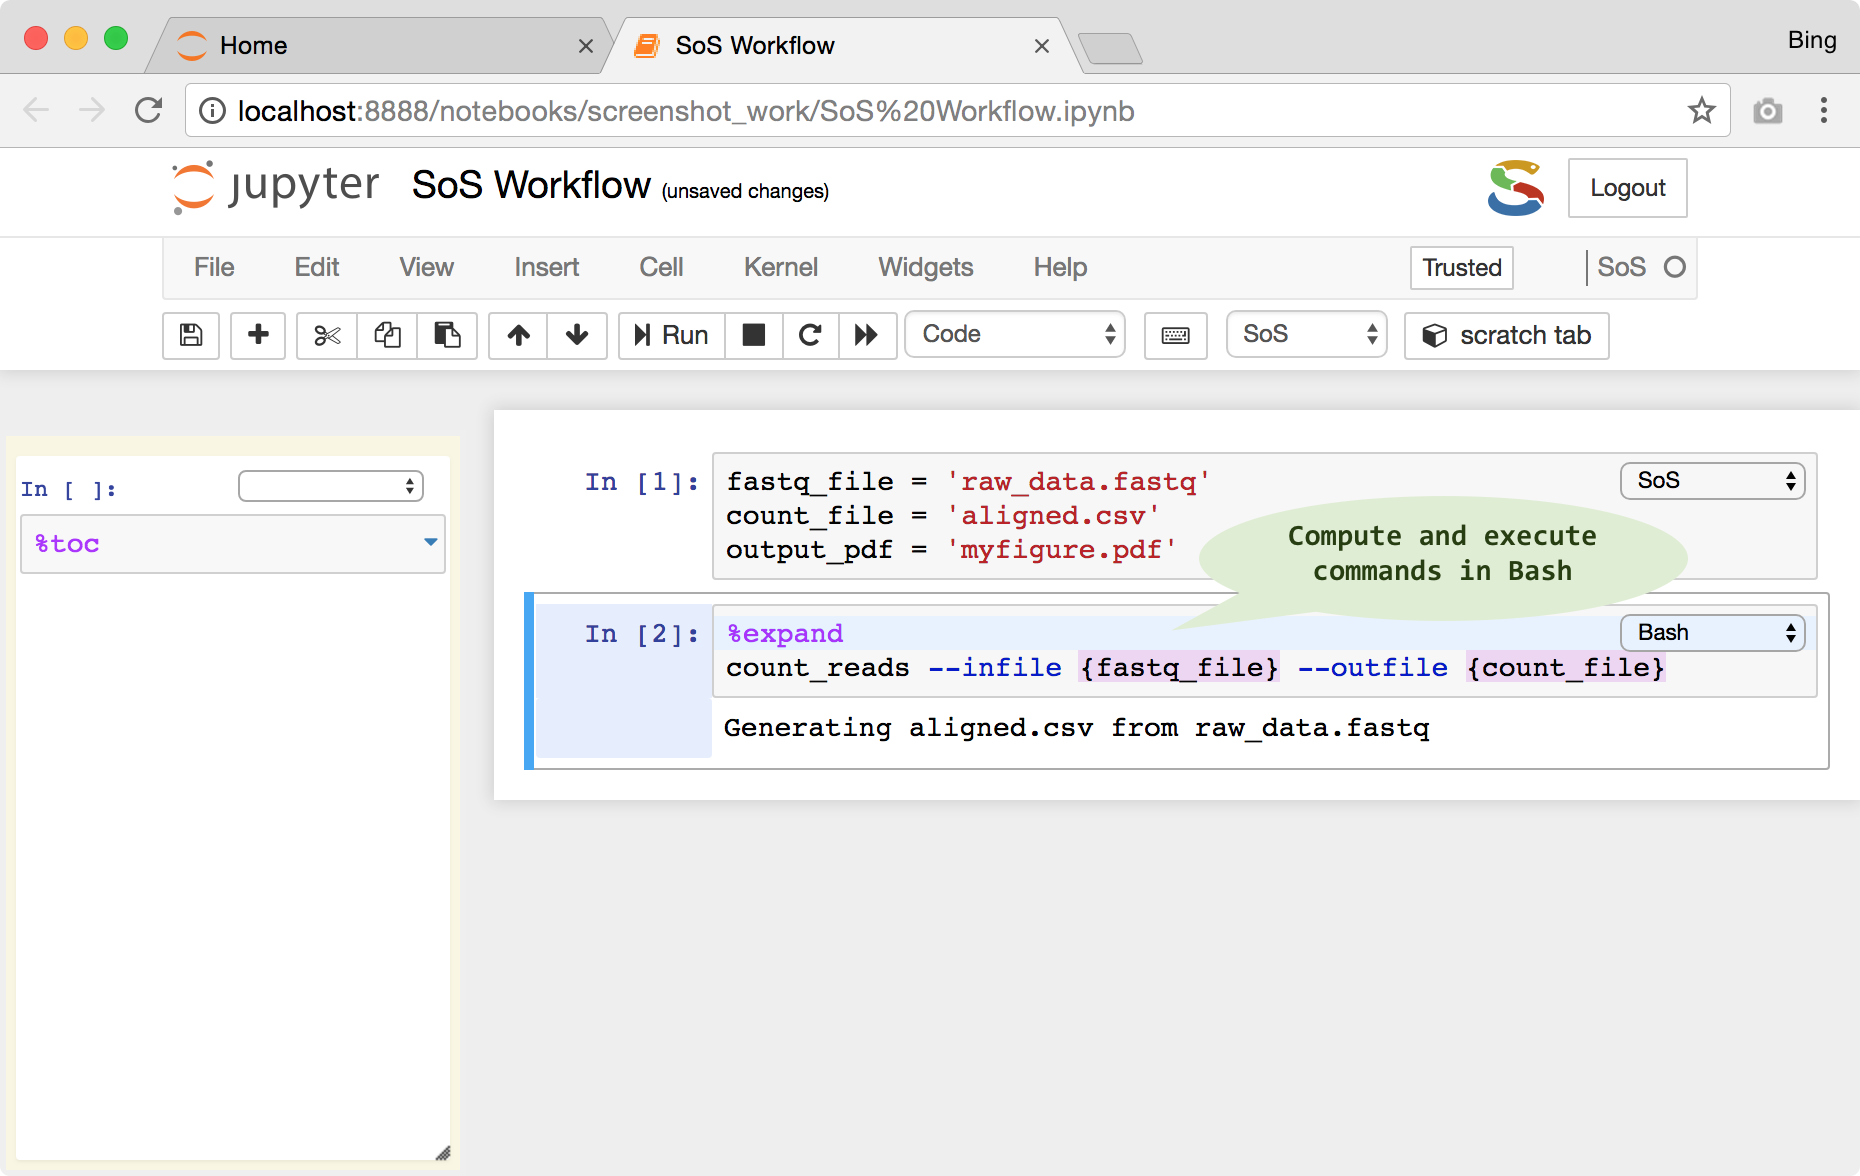 Home
SoS Workflow
Bing
localhost:8888/notebooks/screenshot_work/SoS%20Workflow.ipynb
jupyter SoS Workflow (unsaved changes)
Logout
File Edit View Insert Cell Kernel Widgets Help
Trusted
SoS
Run
Code
SoS
scratch tab
In [ ]:
%toc
In [1]:
fastq_file = 'raw_data.fastq'
count_file = 'aligned.csv'
output_pdf = 'myfigure.pdf'
SoS
Compute and execute
commands in Bash
In [2]:
%expand
Bash
count_reads --infile {fastq_file} --outfile {count_file}
Generating aligned.csv from raw_data.fastq